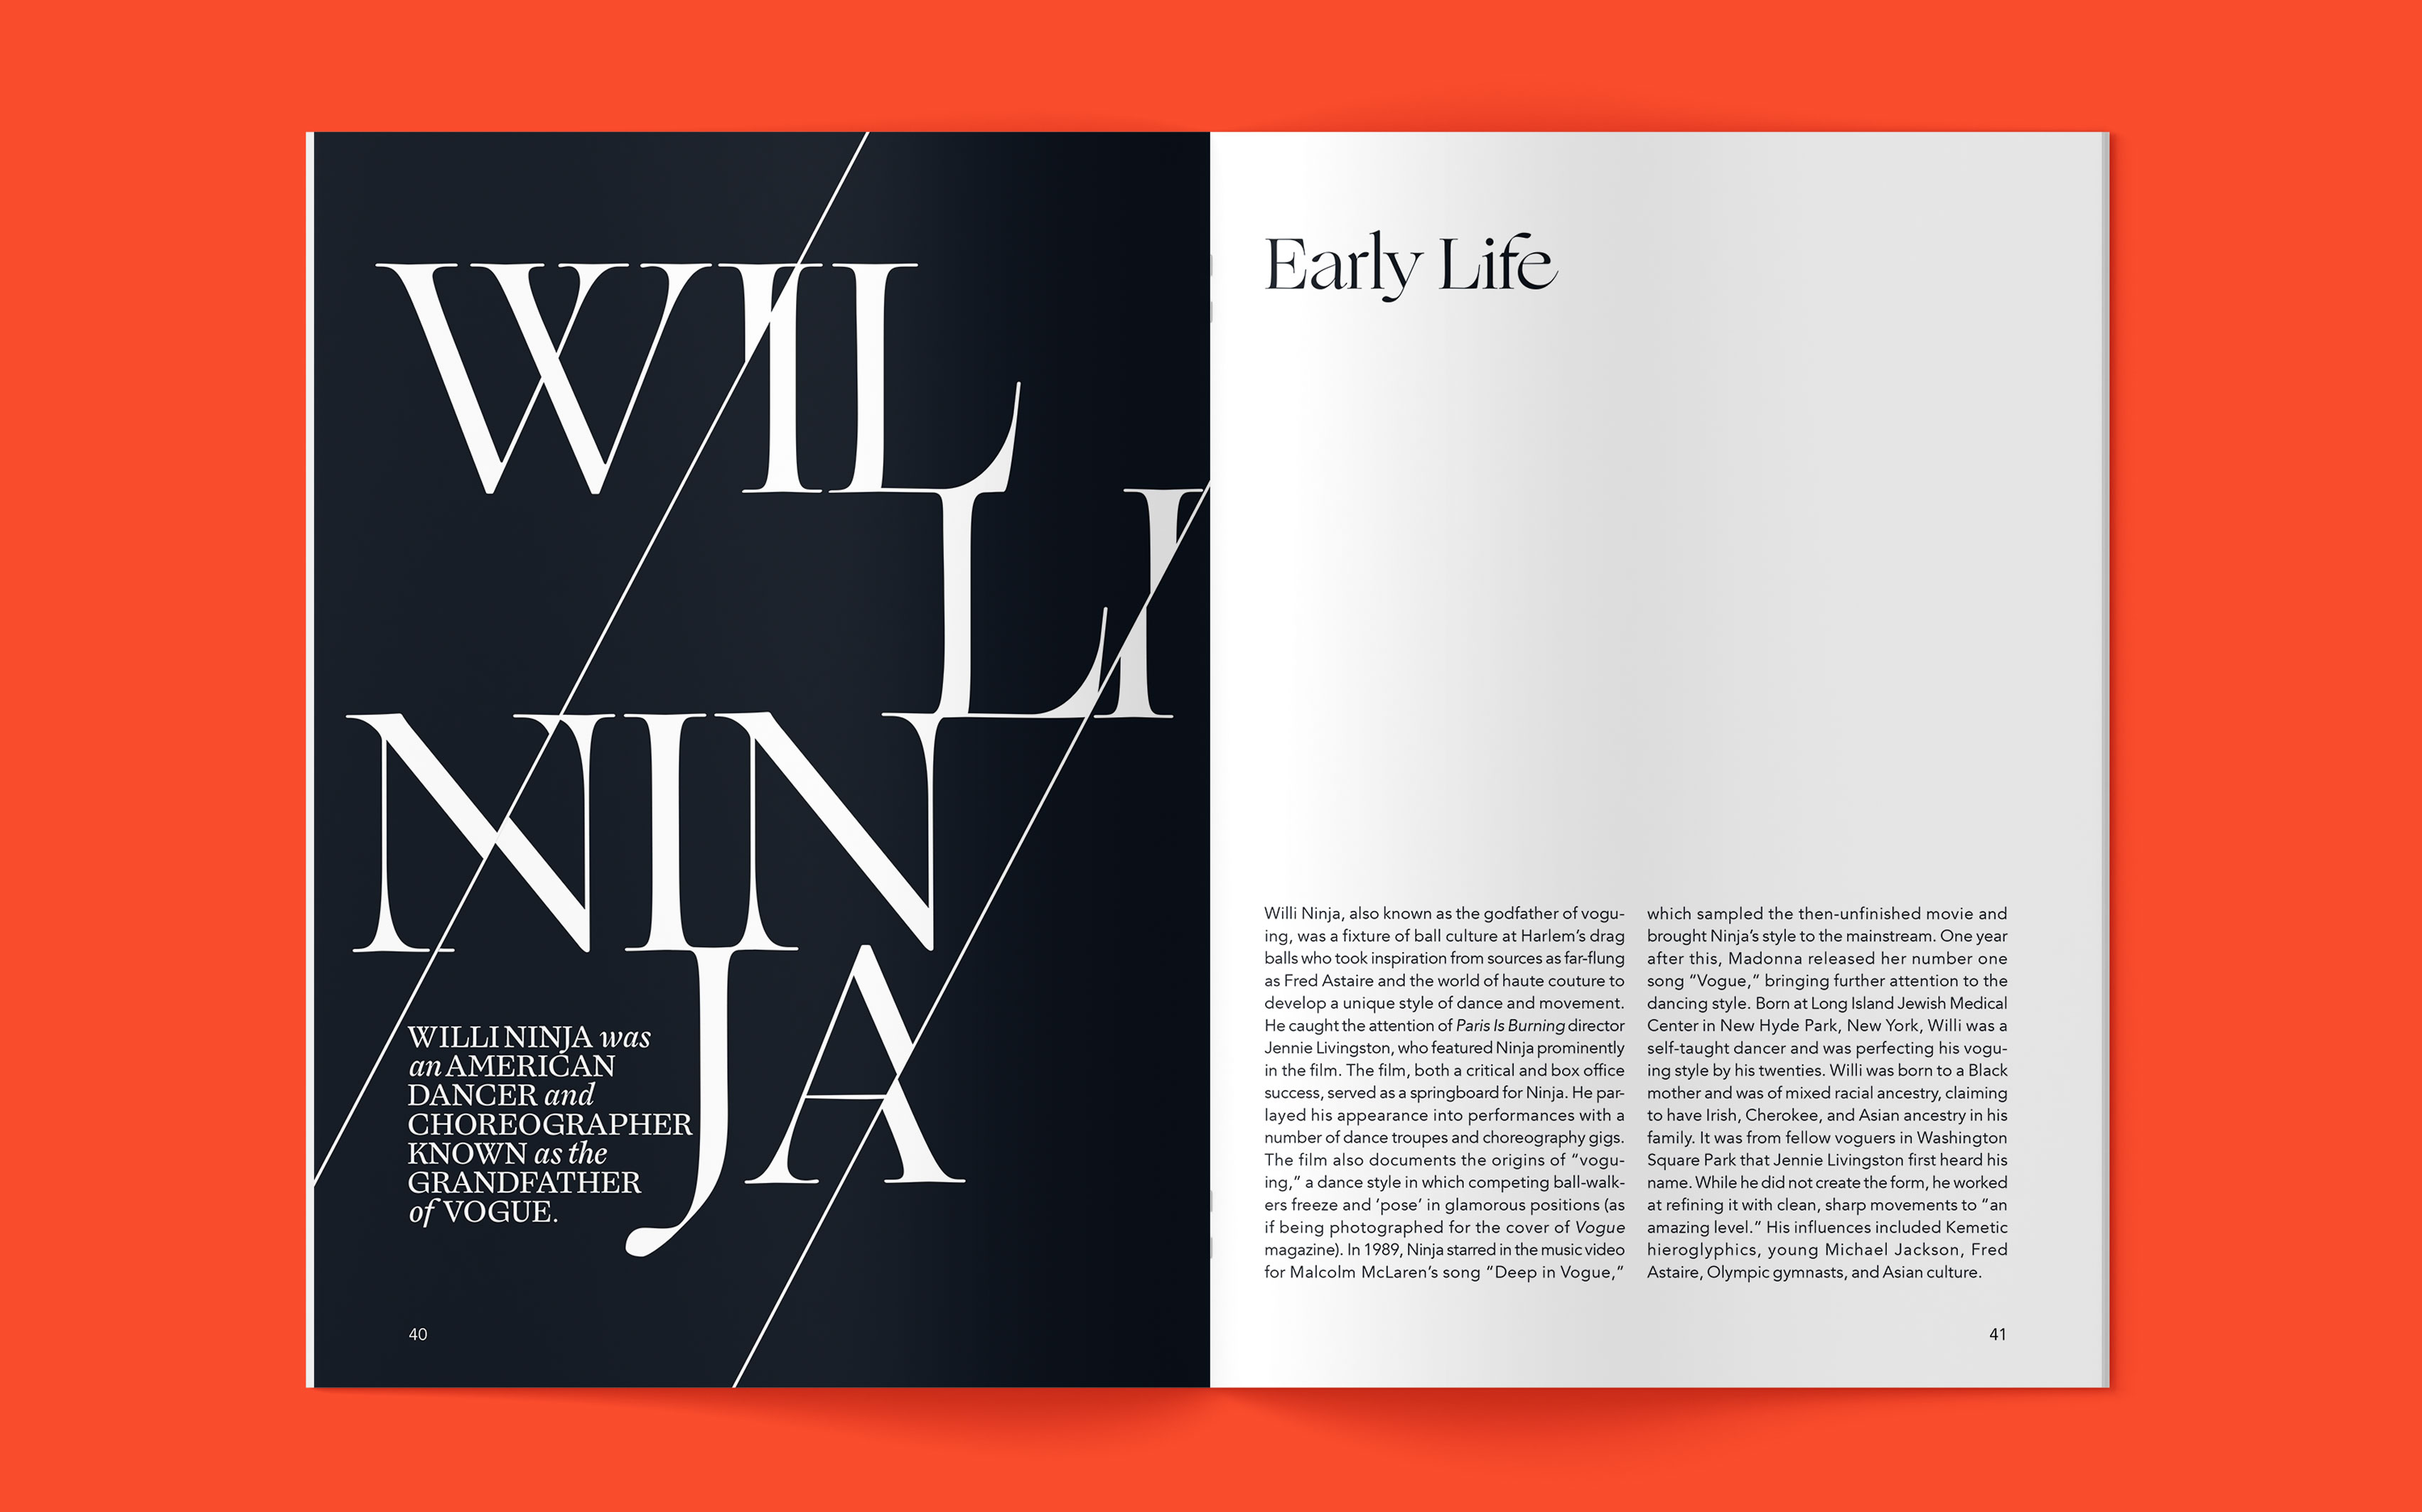 WIL
LI
NIN
JA
WILLI NINJA was
an AMERICAN
DANCER and
CHOREOGRAPHER
KNOWN as the
GRANDFATHER
of VOGUE.
40
Early Life
Willi Ninja, also known as the godfather of vogu-
ing, was a fixture of ball culture at Harlem’s drag
balls who took inspiration from sources as far-flung
as Fred Astaire and the world of haute couture to
develop a unique style of dance and movement.
He caught the attention of Paris Is Burning director
Jennie Livingston, who featured Ninja prominently
in the film. The film, both a critical and box office
success, served as a springboard for Ninja. He par-
layed his appearance into performances with a
number of dance troupes and choreography gigs.
The film also documents the origins of “vogu-
ing,” a dance style in which competing ball-walk-
ers freeze and ‘pose’ in glamorous positions (as
if being photographed for the cover of Vogue
magazine). In 1989, Ninja starred in the music video
for Malcolm McLaren’s song “Deep in Vogue,”
which sampled the then-unfinished movie and
brought Ninja’s style to the mainstream. One year
after this, Madonna released her number one
song “Vogue,” bringing further attention to the
dancing style. Born at Long Island Jewish Medical
Center in New Hyde Park, New York, Willi was a
self-taught dancer and was perfecting his vogu-
ing style by his twenties. Willi was born to a Black
mother and was of mixed racial ancestry, claiming
to have Irish, Cherokee, and Asian ancestry in his
family. It was from fellow voguers in Washington
Square Park that Jennie Livingston first heard his
name. While he did not create the form, he worked
at refining it with clean, sharp movements to “an
amazing level.” His influences included Kemetic
hieroglyphics, young Michael Jackson, Fred
Astaire, Olympic gymnasts, and Asian culture.
41